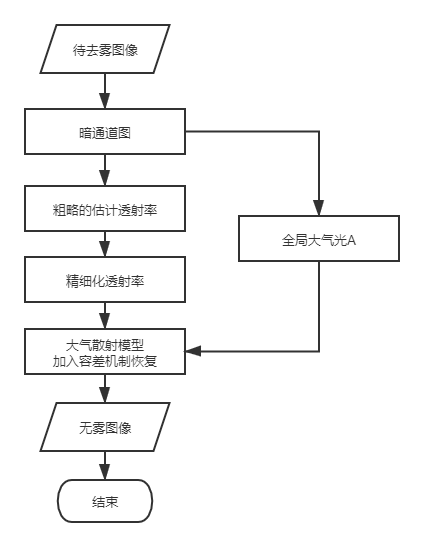 待去雾图像
暗通道图
粗略的估计透射率
全局大气光A
精细化透射率
大气散射模型
加入容差机制恢复
无雾图像
结束